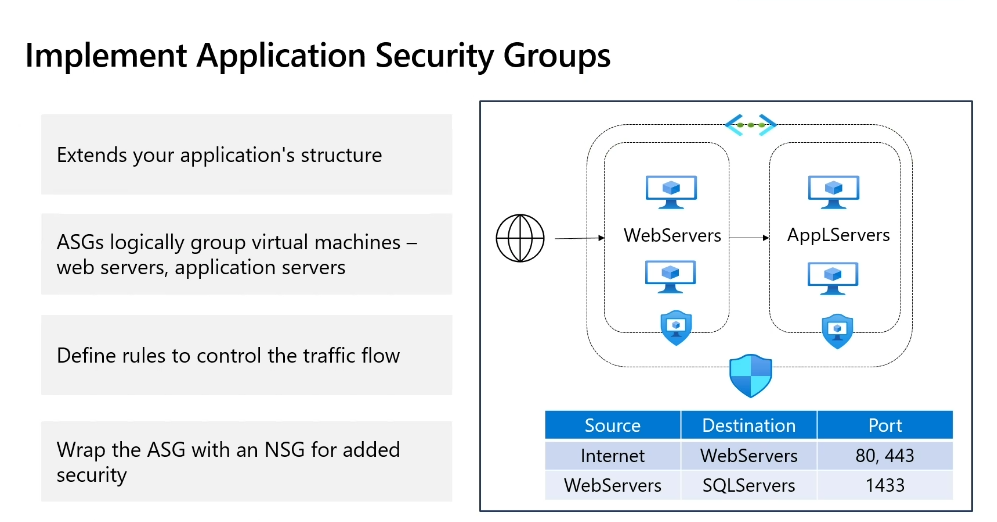 Implement Application Security Groups
Extends your application's structure
ASGs logically group virtual machines –
web servers, application servers
Define rules to control the traffic flow
Wrap the ASG with an NSG for added
security
WebServers
AppLServers
Source Destination Port
Internet WebServers 80, 443
WebServers SQLServers 1433